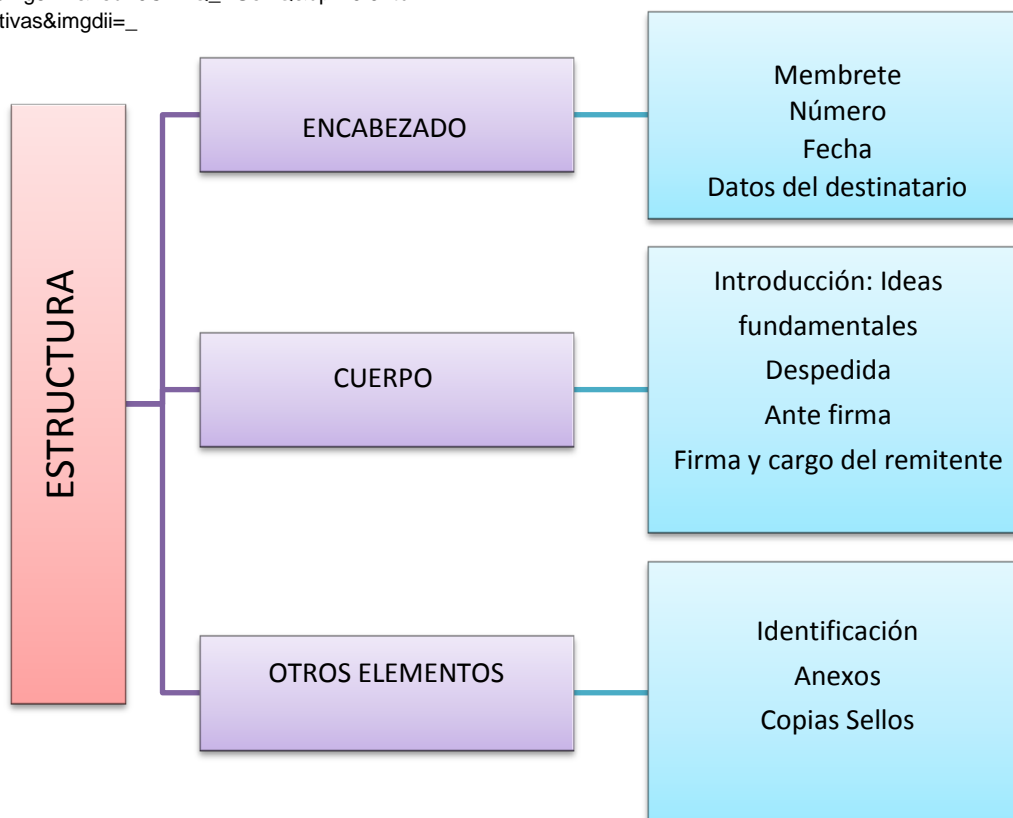 tivas&imgdii=_
ESTRUCTURA
ENCABEZADO
Membrete
Número
Fecha
Datos del destinatario
CUERPO
Introducción: Ideas
fundamentales
Despedida
Ante firma
Firma y cargo del remitente
OTROS ELEMENTOS
Identificación
Anexos
Copias Sellos